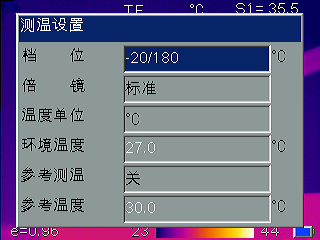 TE °C S1= 35.5
测温设置
档 位 -20/180 °C
倍 镜 标准
温度单位 °C
环境温度 27.0 °C
参考测温 关
参考温度 30.0 °C
e=0.96 23 44